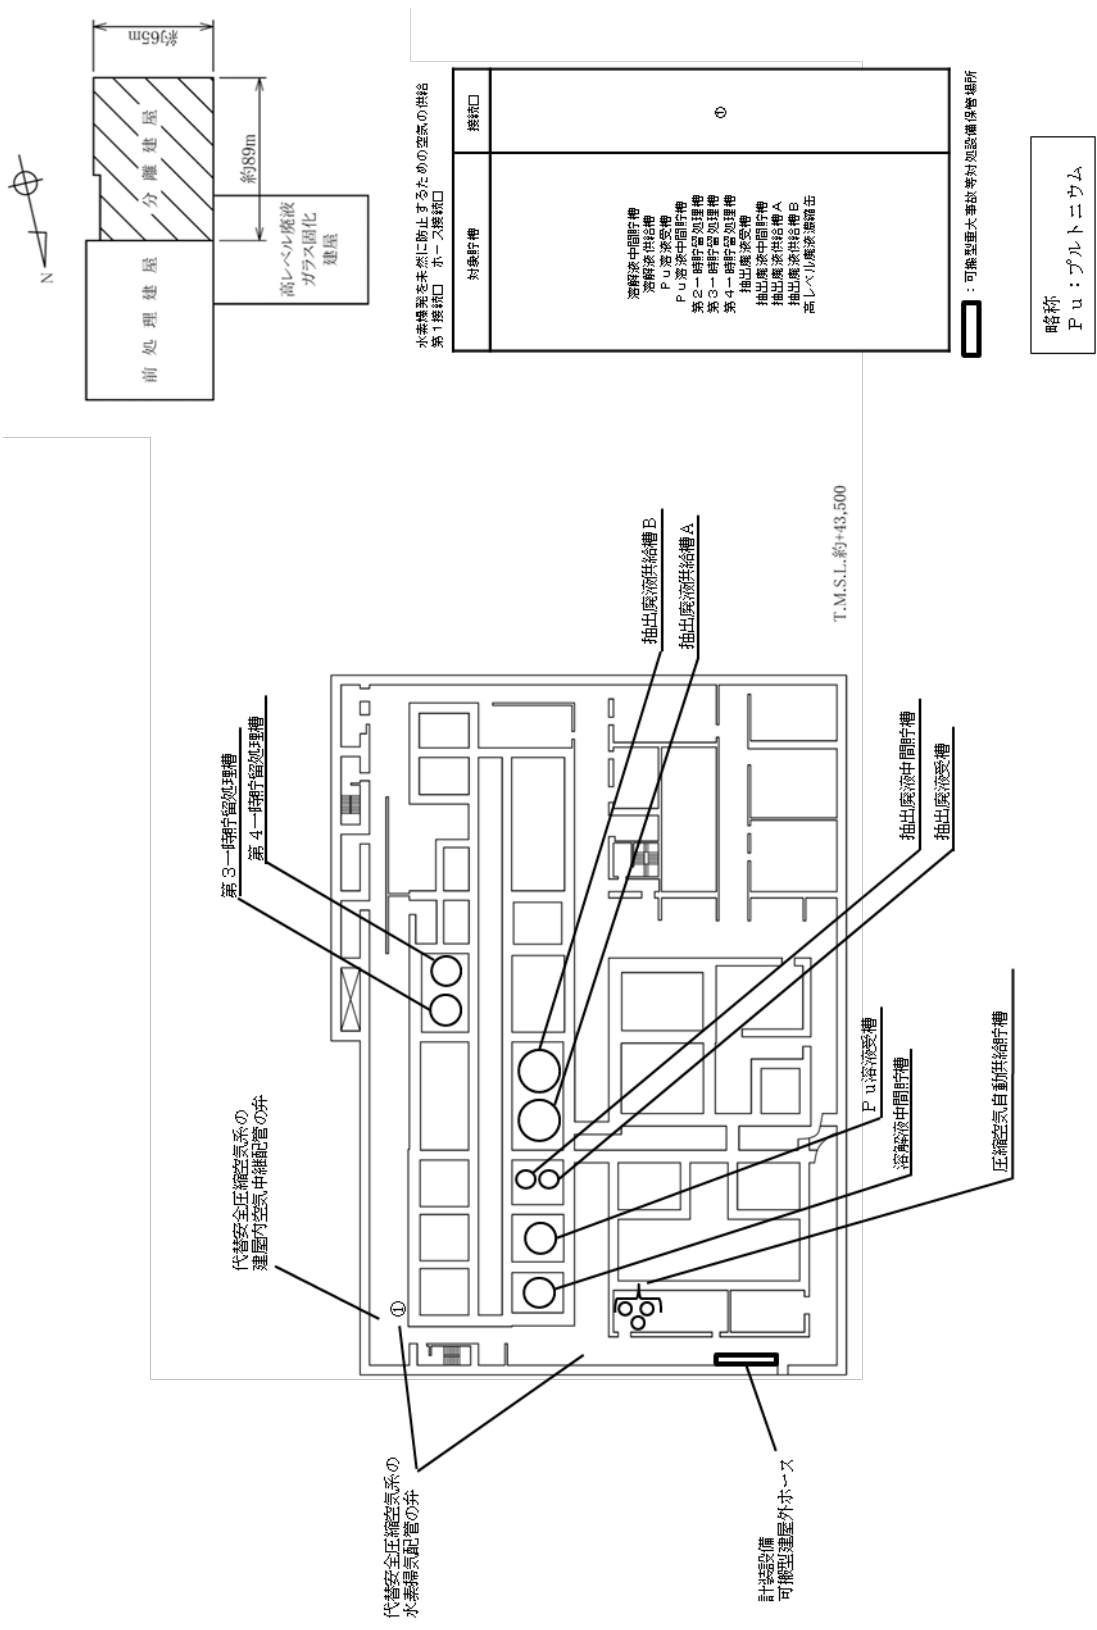 N
前処理建屋
分離建屋
高レベル廃液
ガラス固化
建屋
約65m
約89m
水素爆発を未然に防止するための空気の供給
第1接続口 ホース接続口
対象貯槽
接続口
溶解液中間貯槽
溶解液供給槽
Pu溶液受槽
Pu溶液中間貯槽
第2一時貯留処理槽
第3一時貯留処理槽
第4一時貯留処理槽
抽出廃液受槽
抽出廃液中間貯槽
抽出廃液供給槽A
抽出廃液供給槽B
高レベル廃液濃縮缶
①
:可搬型重大事故等対処設備保管場所
略称
Pu:プルトニウム
代替安全圧縮空気系の
水素掃気配管の弁
代替安全圧縮空気系の
建屋内空気中継配管の弁
①
第3一時貯留処理槽
第4一時貯留処理槽
抽出廃液供給槽B
抽出廃液供給槽A
抽出廃液中間貯槽
抽出廃液受槽
Pu溶液受槽
溶解液中間貯槽
圧縮空気自動供給貯槽
計装設備
可搬型建屋外ホース
T.M.S.L.約+43,500